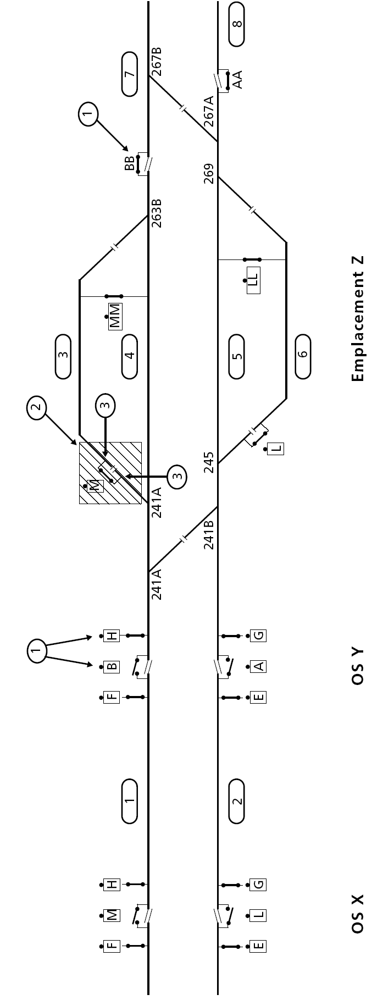 1
2
3
1
M
3
F
M
H
F
B
H
MM
1
4
BB
7
241A
241A
263B
267B
3
241B
245
269
267A
2
5
AA
8
LL
E
L
G
E
A
G
L
6
OS X
OS Y
Emplacement Z